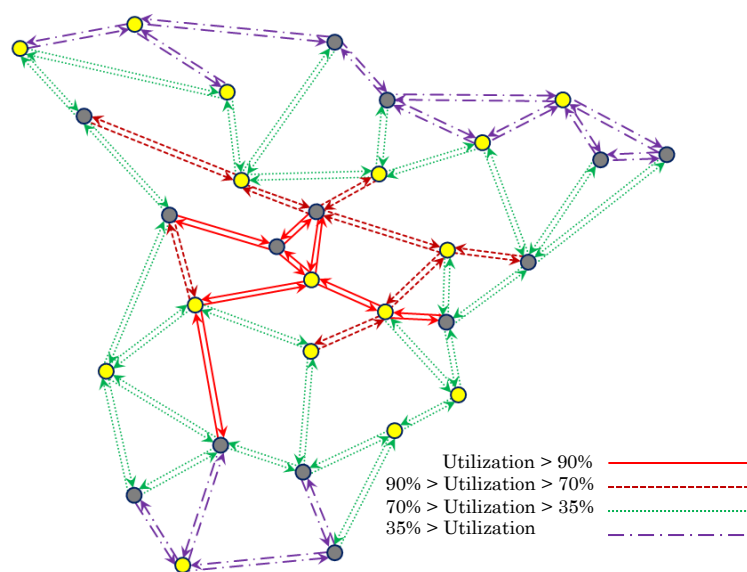 Utilization > 90%
90% > Utilization > 70%
70% > Utilization > 35%
35% > Utilization